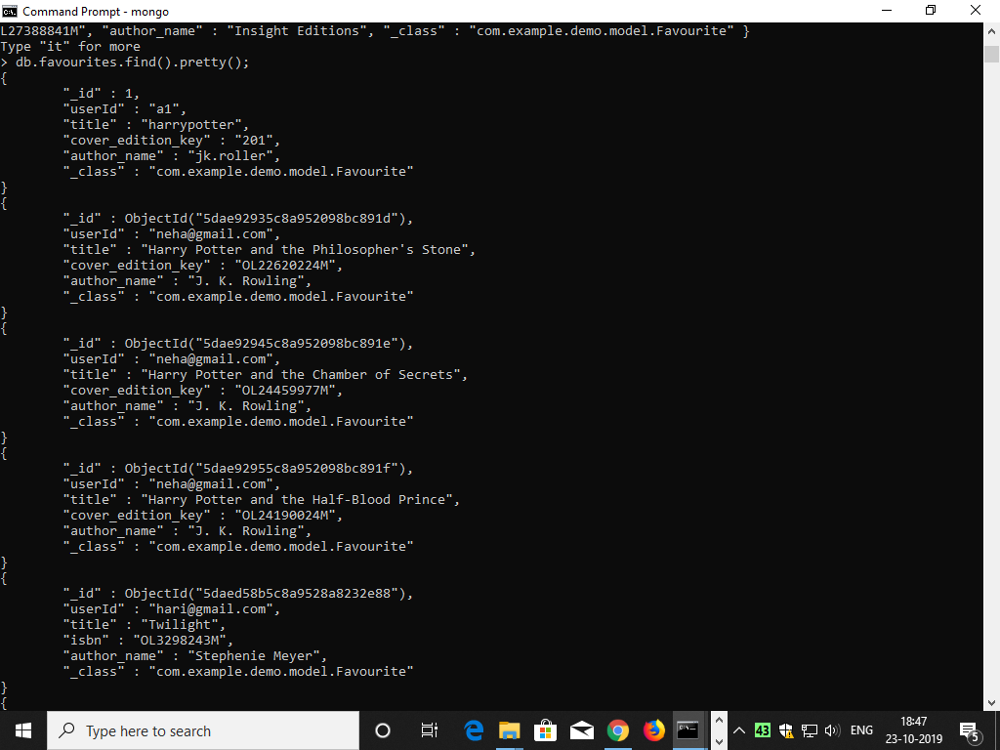 Command Prompt - mongo
L27388841M", "author_name" : "Insight Editions", "_class" : "com.example.demo.model.Favourite" }
Type "it" for more
> db.favourites.find().pretty();
{
        "_id" : 1,
        "userId" : "a1",
        "title" : "harrypotter",
        "cover_edition_key" : "201",
        "author_name" : "jk.roller",
        "_class" : "com.example.demo.model.Favourite"
}
{
        "_id" : ObjectId("5dae92935c8a952098bc891d"),
        "userId" : "neha@gmail.com",
        "title" : "Harry Potter and the Philosopher's Stone",
        "cover_edition_key" : "OL22620224M",
        "author_name" : "J. K. Rowling",
        "_class" : "com.example.demo.model.Favourite"
}
{
        "_id" : ObjectId("5dae92945c8a952098bc891e"),
        "userId" : "neha@gmail.com",
        "title" : "Harry Potter and the Chamber of Secrets",
        "cover_edition_key" : "OL24459977M",
        "author_name" : "J. K. Rowling",
        "_class" : "com.example.demo.model.Favourite"
}
{
        "_id" : ObjectId("5dae92955c8a952098bc891f"),
        "userId" : "neha@gmail.com",
        "title" : "Harry Potter and the Half-Blood Prince",
        "cover_edition_key" : "OL24190024M",
        "author_name" : "J. K. Rowling",
        "_class" : "com.example.demo.model.Favourite"
}
{
        "_id" : ObjectId("5daed58b5c8a9528a8232e88"),
        "userId" : "hari@gmail.com",
        "title" : "Twilight",
        "isbn" : "OL3298243M",
        "author_name" : "Stephenie Meyer",
        "_class" : "com.example.demo.model.Favourite"
}
{
Type here to search
43
ENG
18:47
23-10-2019
5